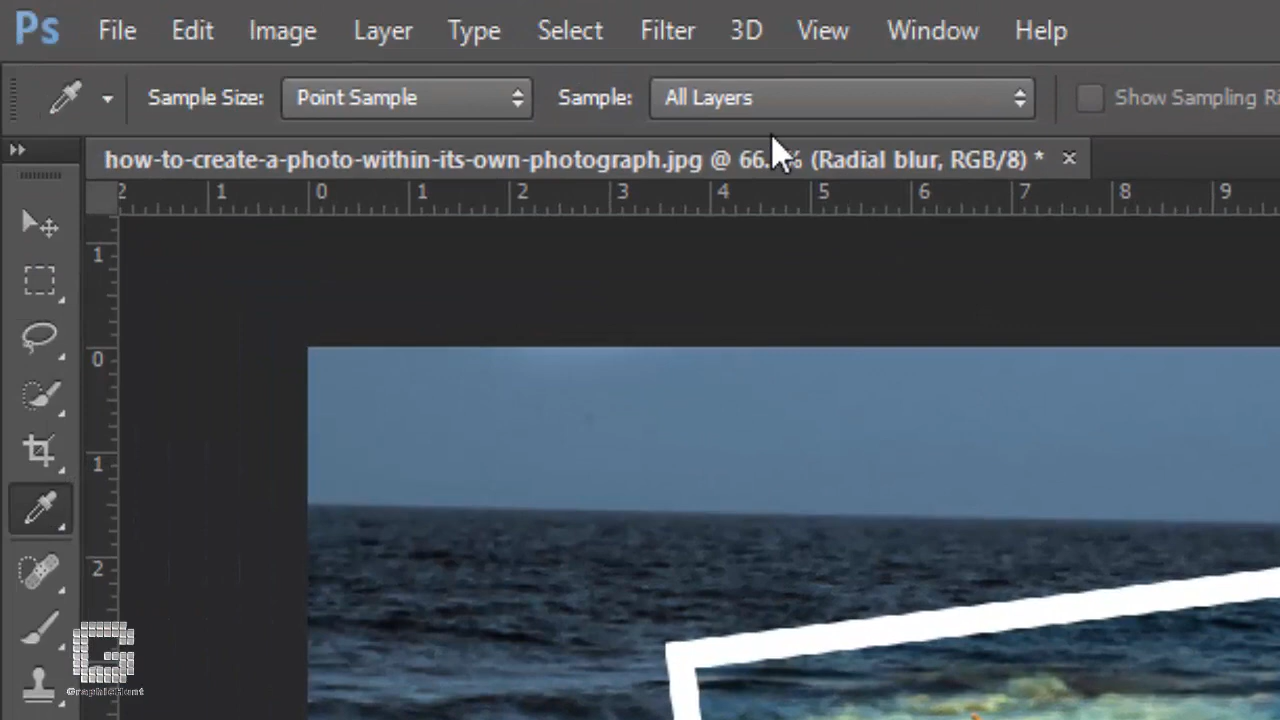 Ps File Edit Image Layer Type Select Filter 3D View Window Help
Sample Size: Point Sample Sample: All Layers Show Sampling
how-to-create-a-photo-within-its-own-photograph.jpg @ (Radial blur, RGB/8) * ×
2 1 0 1 2 3 4 5 6 7 8 9
1
0
1
2
G
GraphicHunt